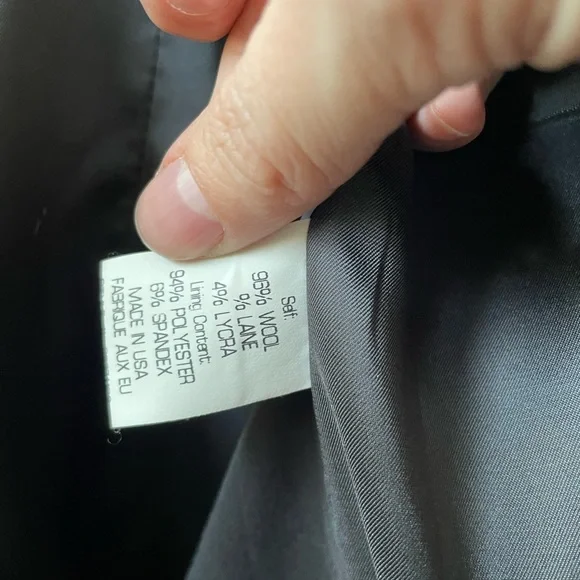 Self:
96% WOOL
% LAINE
4% LYCRA
Lining Content:
94% POLYESTER
6% SPANDEX
MADE IN USA
FABRIQUE AUX EU